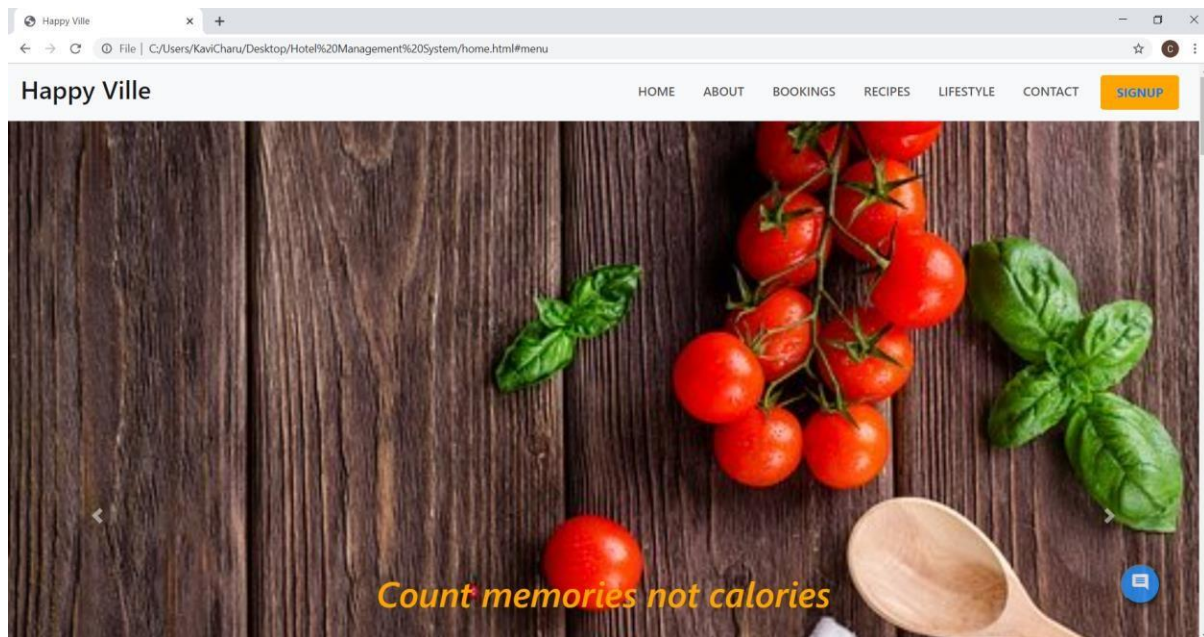 Happy Ville
File | C:/Users/KaviCharu/Desktop/Hotel%20Management%20System/home.html#menu
C
Happy Ville
HOME ABOUT BOOKINGS RECIPES LIFESTYLE CONTACT SIGNUP
Count memories not calories